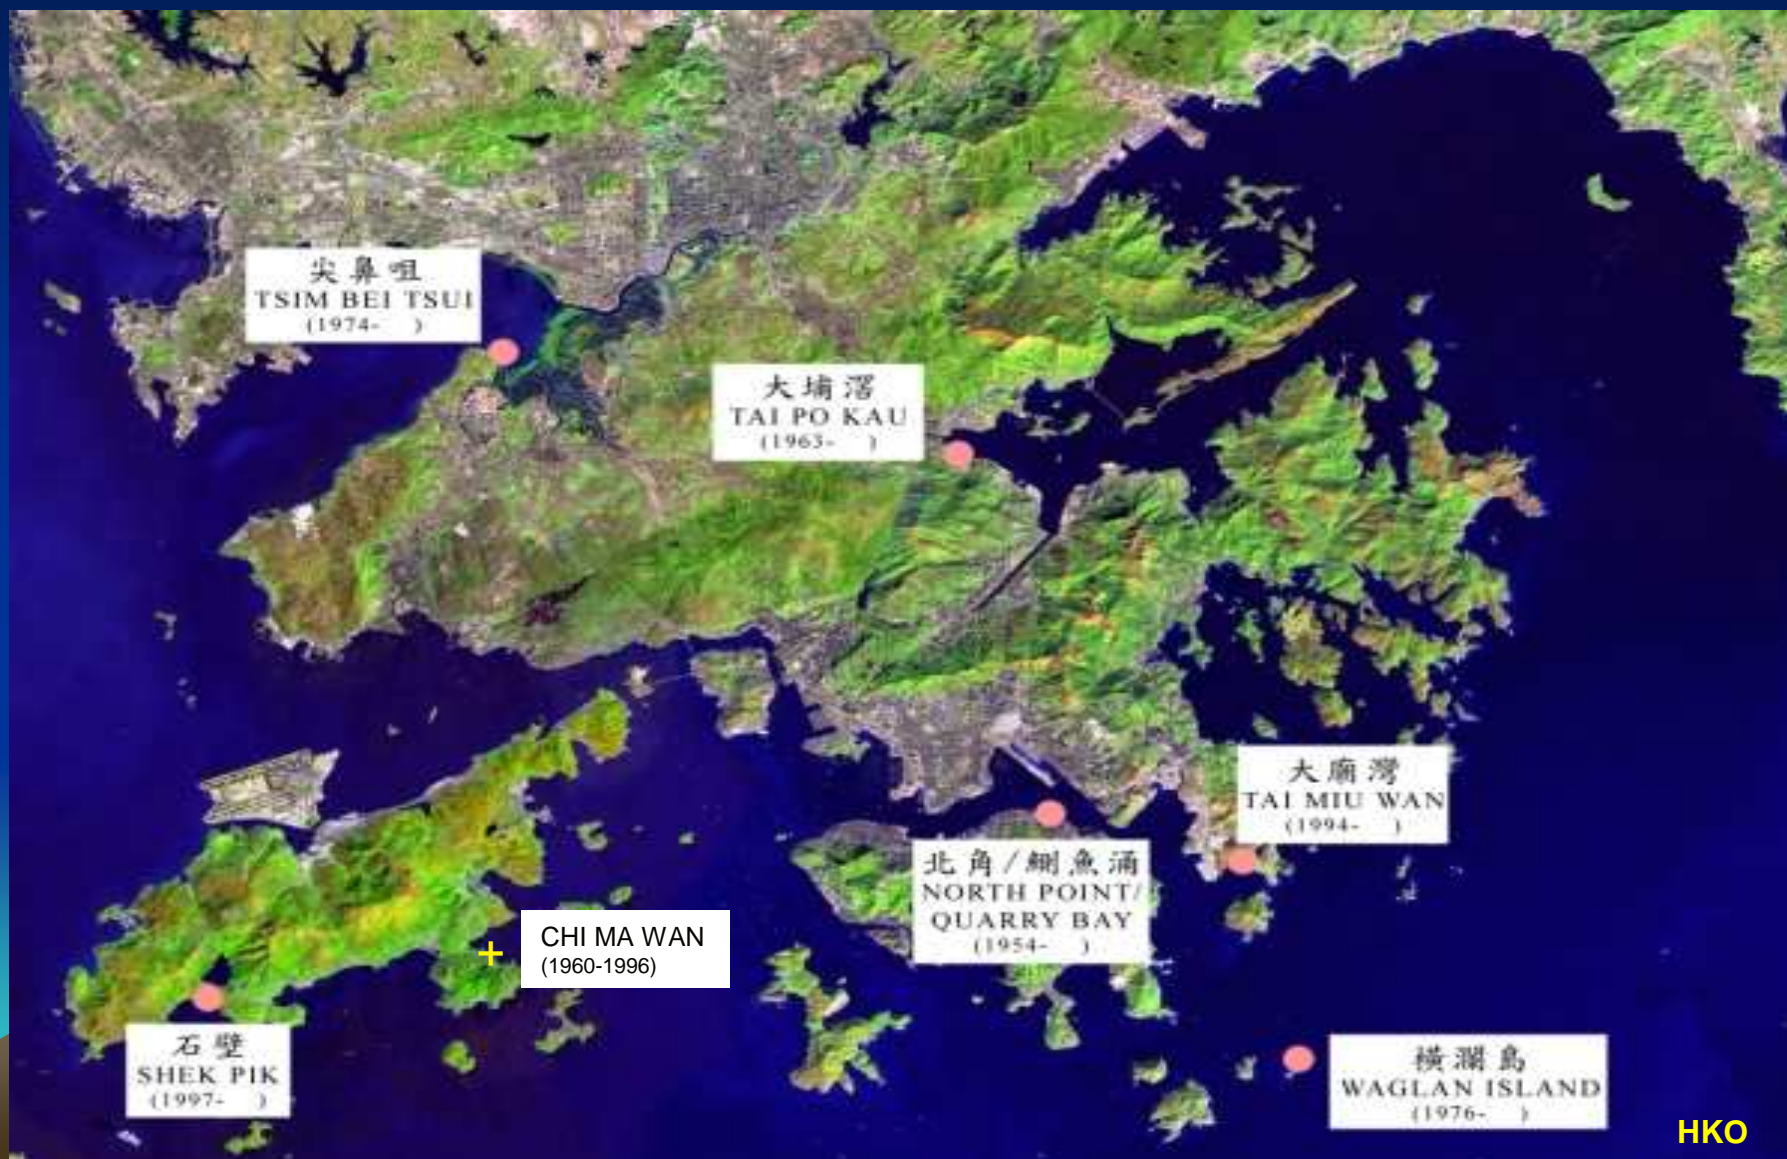 尖鼻咀
TSIM BEI TSUI
(1974-    )
大埔滘
TAI PO KAU
(1963-    )
大廟灣
TAI MIU WAN
(1994-    )
北角/鰂魚涌
NORTH POINT/
QUARRY BAY
(1954-    )
CHI MA WAN
(1960-1996)
石壁
SHEK PIK
(1997-    )
橫瀾島
WAGLAN ISLAND
(1976-    )
HKO